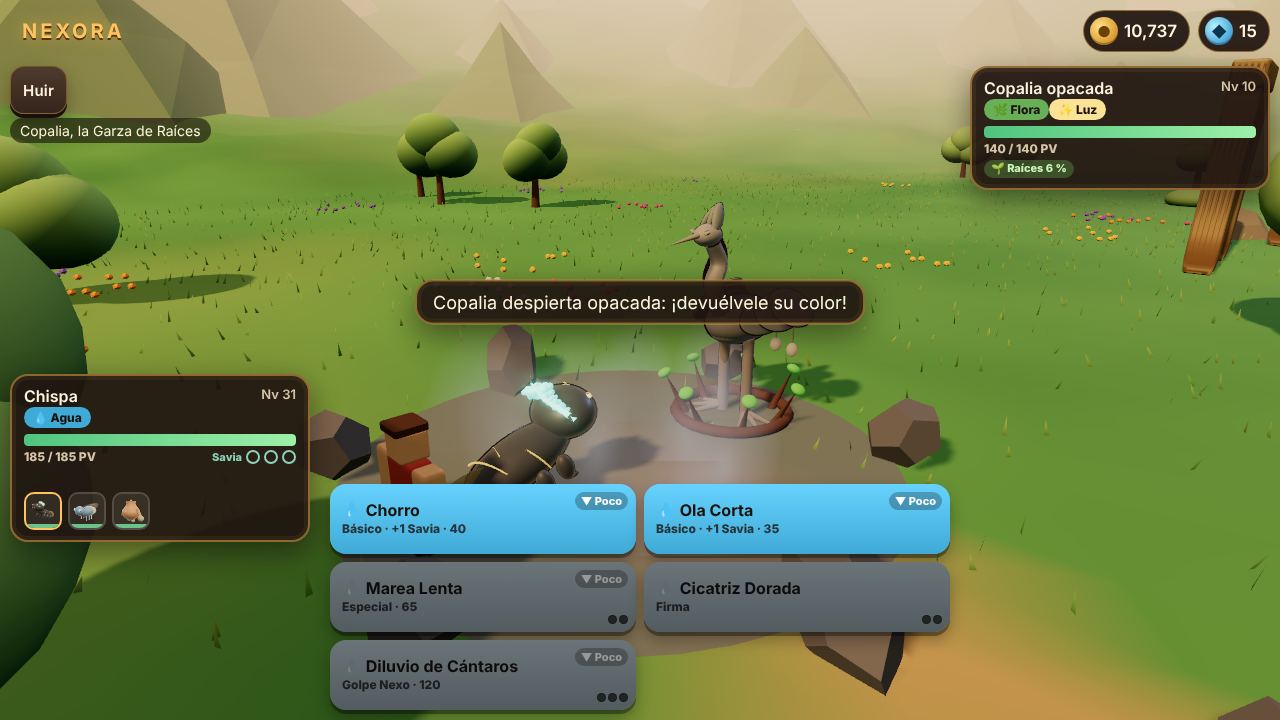 NEXORA
10,737
15
Huir
Copalia, la Garza de Raíces
Copalia opacada
Nv 10
Flora
Luz
140 / 140 PV
Raíces 6 %
Copalia despierta opacada: ¡devuélvele su color!
Chispa
Nv 31
Agua
185 / 185 PV
Savia
Chorro
▼ Poco
Básico · +1 Savia · 40
Ola Corta
▼ Poco
Básico · +1 Savia · 35
Marea Lenta
▼ Poco
Especial · 65
Cicatriz Dorada
Firma
Diluvio de Cántaros
▼ Poco
Golpe Nexo · 120